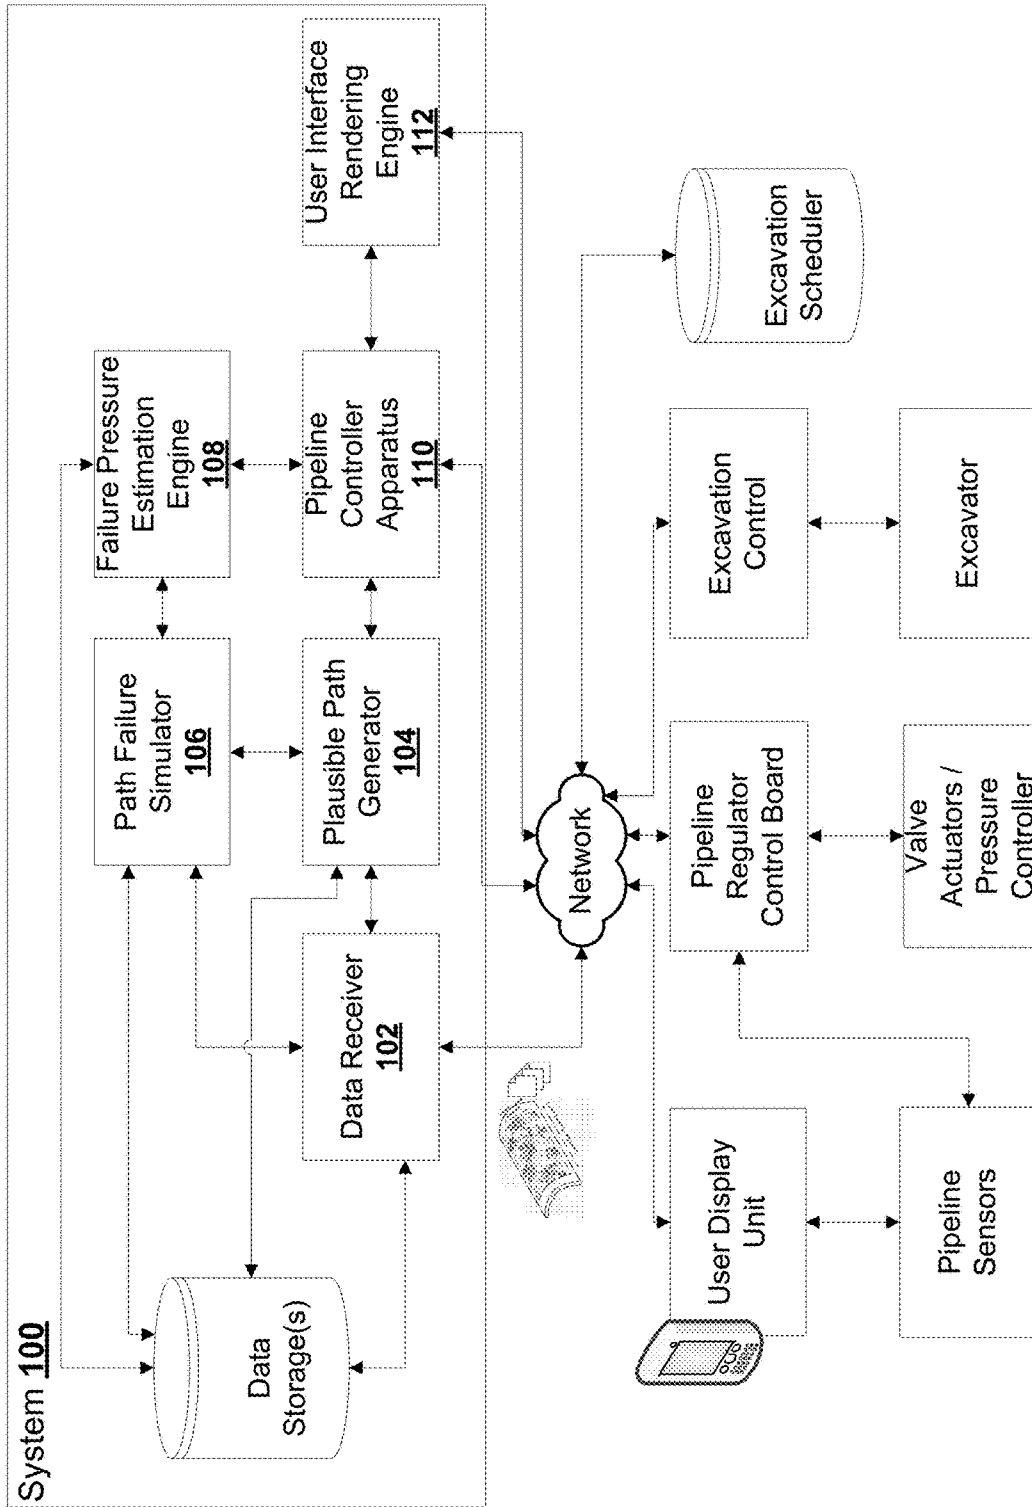 System 100
Data
Storage(s)
Path Failure
Simulator
106
Failure Pressure
Estimation
Engine
108
Data Receiver
102
Plausible Path
Generator
104
Pipeline
Controller
Apparatus
110
User Interface
Rendering
Engine
112
Network
User Display
Unit
Pipeline
Regulator
Control Board
Excavation
Control
Excavation
Scheduler
Pipeline
Sensors
Valve
Actuators /
Pressure
Controller
Excavator